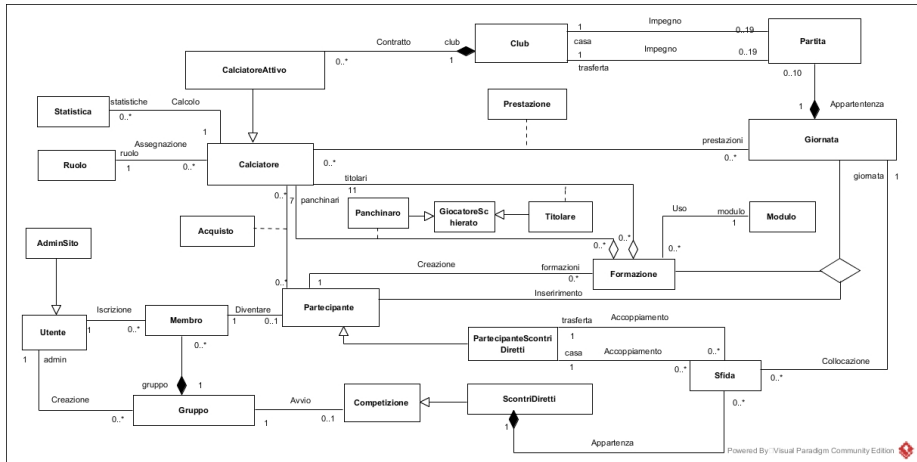 Impegno
1
0..19
Contratto
club
Club
casa
Partita
0..*
1
1
Impegno
0..19
CalciatoreAttivo
trasferta
0..10
Prestazione
statistiche
Calcolo
1
Appartentenza
Statistica
0..*
1
Assegnazione
prestazioni
Giornata
ruolo
0..*
0..*
Ruolo
1
0..*
Calciatore
titolari
giornata
1
0..*
7
panchinari
11
Panchinaro
GiocatoreSc
hierato
Titolare
Uso
modulo
Modulo
1
Acquisto
AdminSito
0..*
0..*
0..*
Creazione
formazioni
Formazione
0..*
1
0..*
Inseririmento
Iscrizione
Membro
Diventare
Partecipante
Utente
1
0..*
1
0..1
trasferta
Accoppiamento
1
admin
0..*
PartecipanteScontri
Diretti
1
casa
Accoppiamento
0..*
Collocazione
1
0..*
Sfida
0..*
gruppo
1
0..*
Creazione
Avvio
Competizione
ScontriDiretti
0..*
Gruppo
1
0..1
1
Appartenza
Powered By Visual Paradigm Community Edition